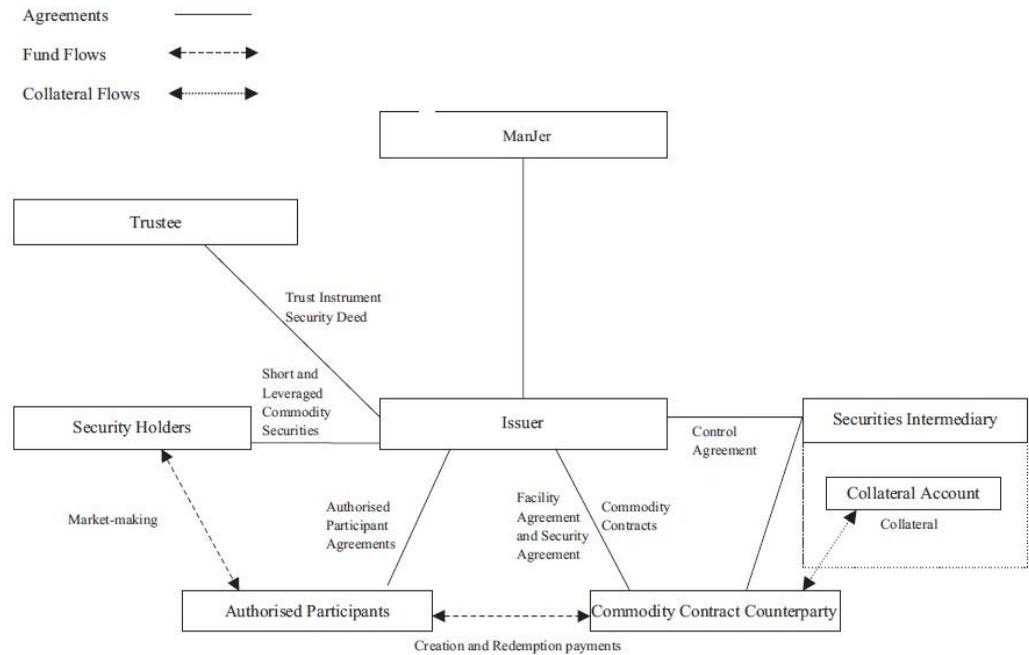 Agreements
Fund Flows
Collateral Flows
ManJer
Trustee
Trust Instrument
Security Deed
Short and
Leveraged
Commodity
Securities
Security Holders
Issuer
Control
Agreement
Securities Intermediary
Collateral Account
Collateral
Market-making
Authorised
Participant
Agreements
Facility
Agreement
and Security
Agreement
Commodity
Contracts
Authorised Participants
Commodity Contract Counterparty
Creation and Redemption payments